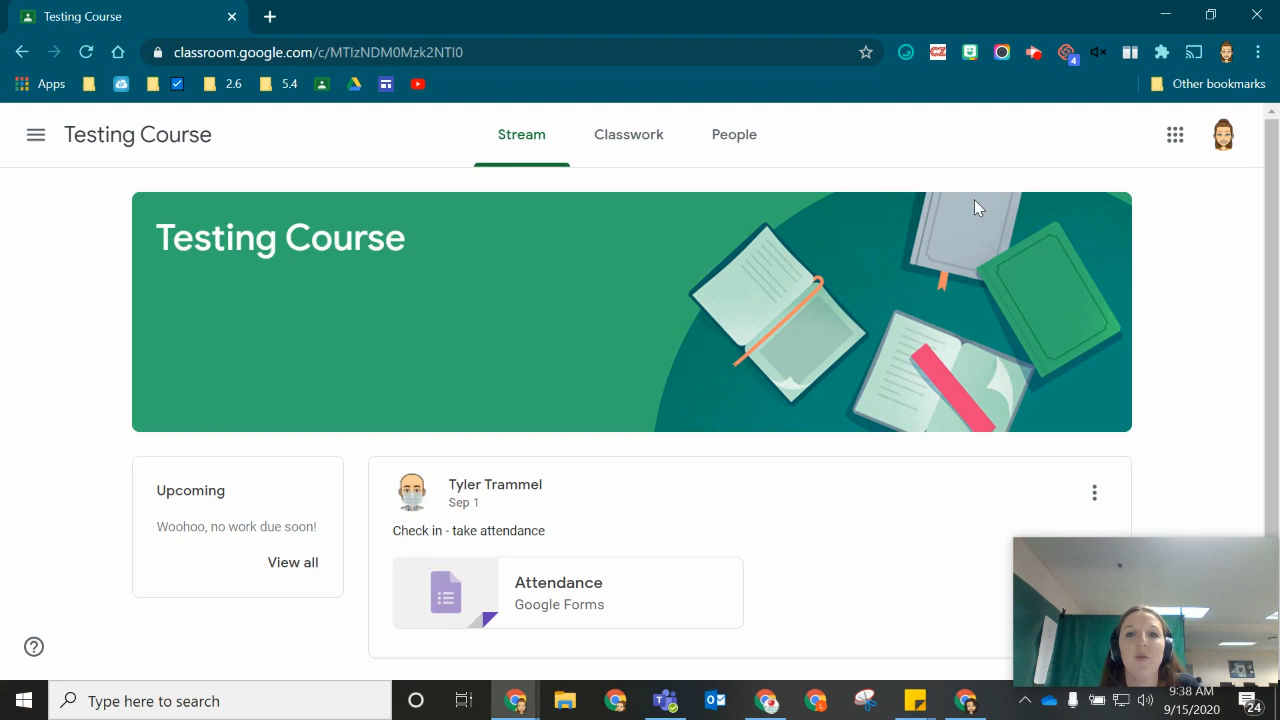 Testing Course
classroom.google.com/c/MTIzNDM0Mzk2NTI0
4
Apps
2.6
5.4
Other bookmarks
Testing Course
Stream
Classwork
People
Testing Course
Upcoming
Woohoo, no work due soon!
View all
Tyler Trammel
Sep 1
Check in - take attendance
Attendance
Google Forms
Type here to search
9:38 AM
9/15/2020
24